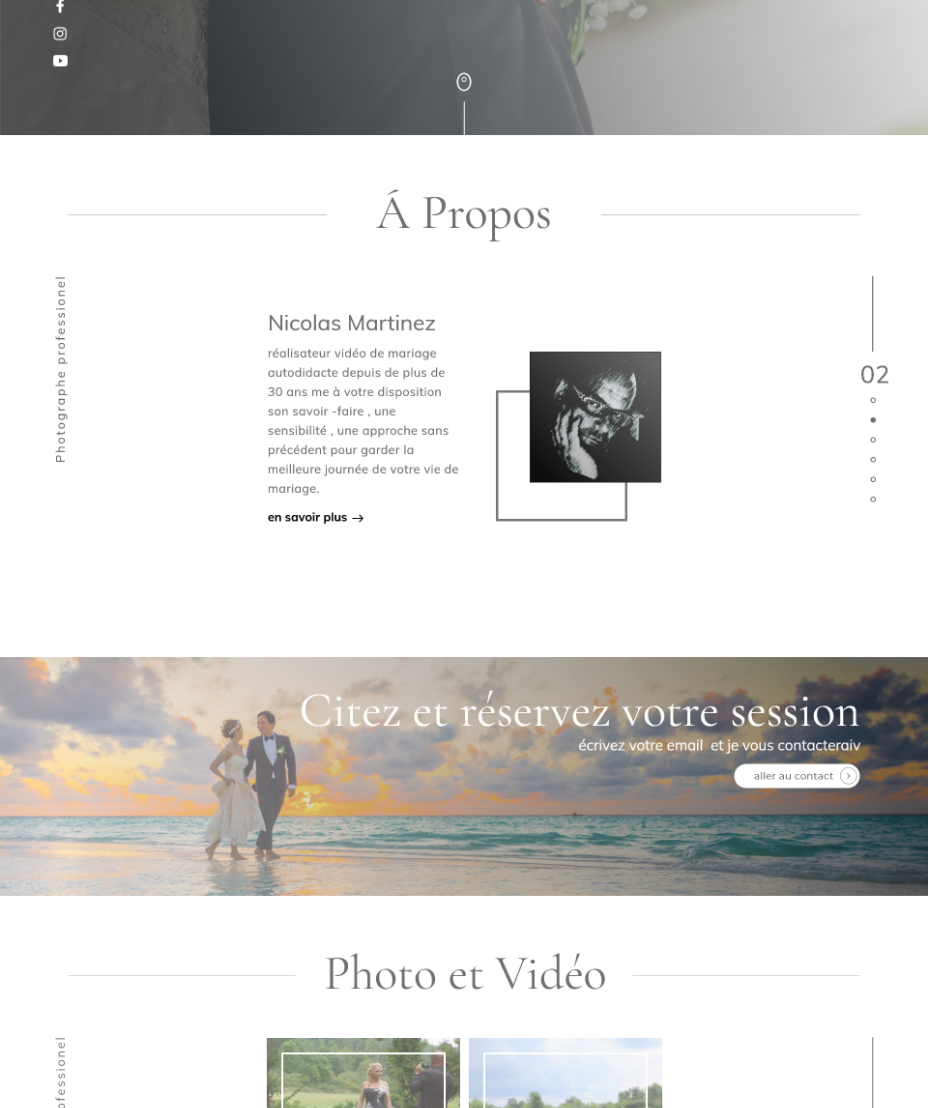 Á Propos
Photographe professionel
Nicolas Martinez
réalisateur vidéo de mariage
autodidacte depuis de plus de
30 ans me à votre disposition
son savoir -faire , une
sensibilité , une approche sans
précédent pour garder la
meilleure journée de votre vie de
mariage.
en savoir plus →
02
Citez et réservez votre session
écrivez votre email et je vous contacteraiv
aller au contact
Photo et Vidéo
ofessionel